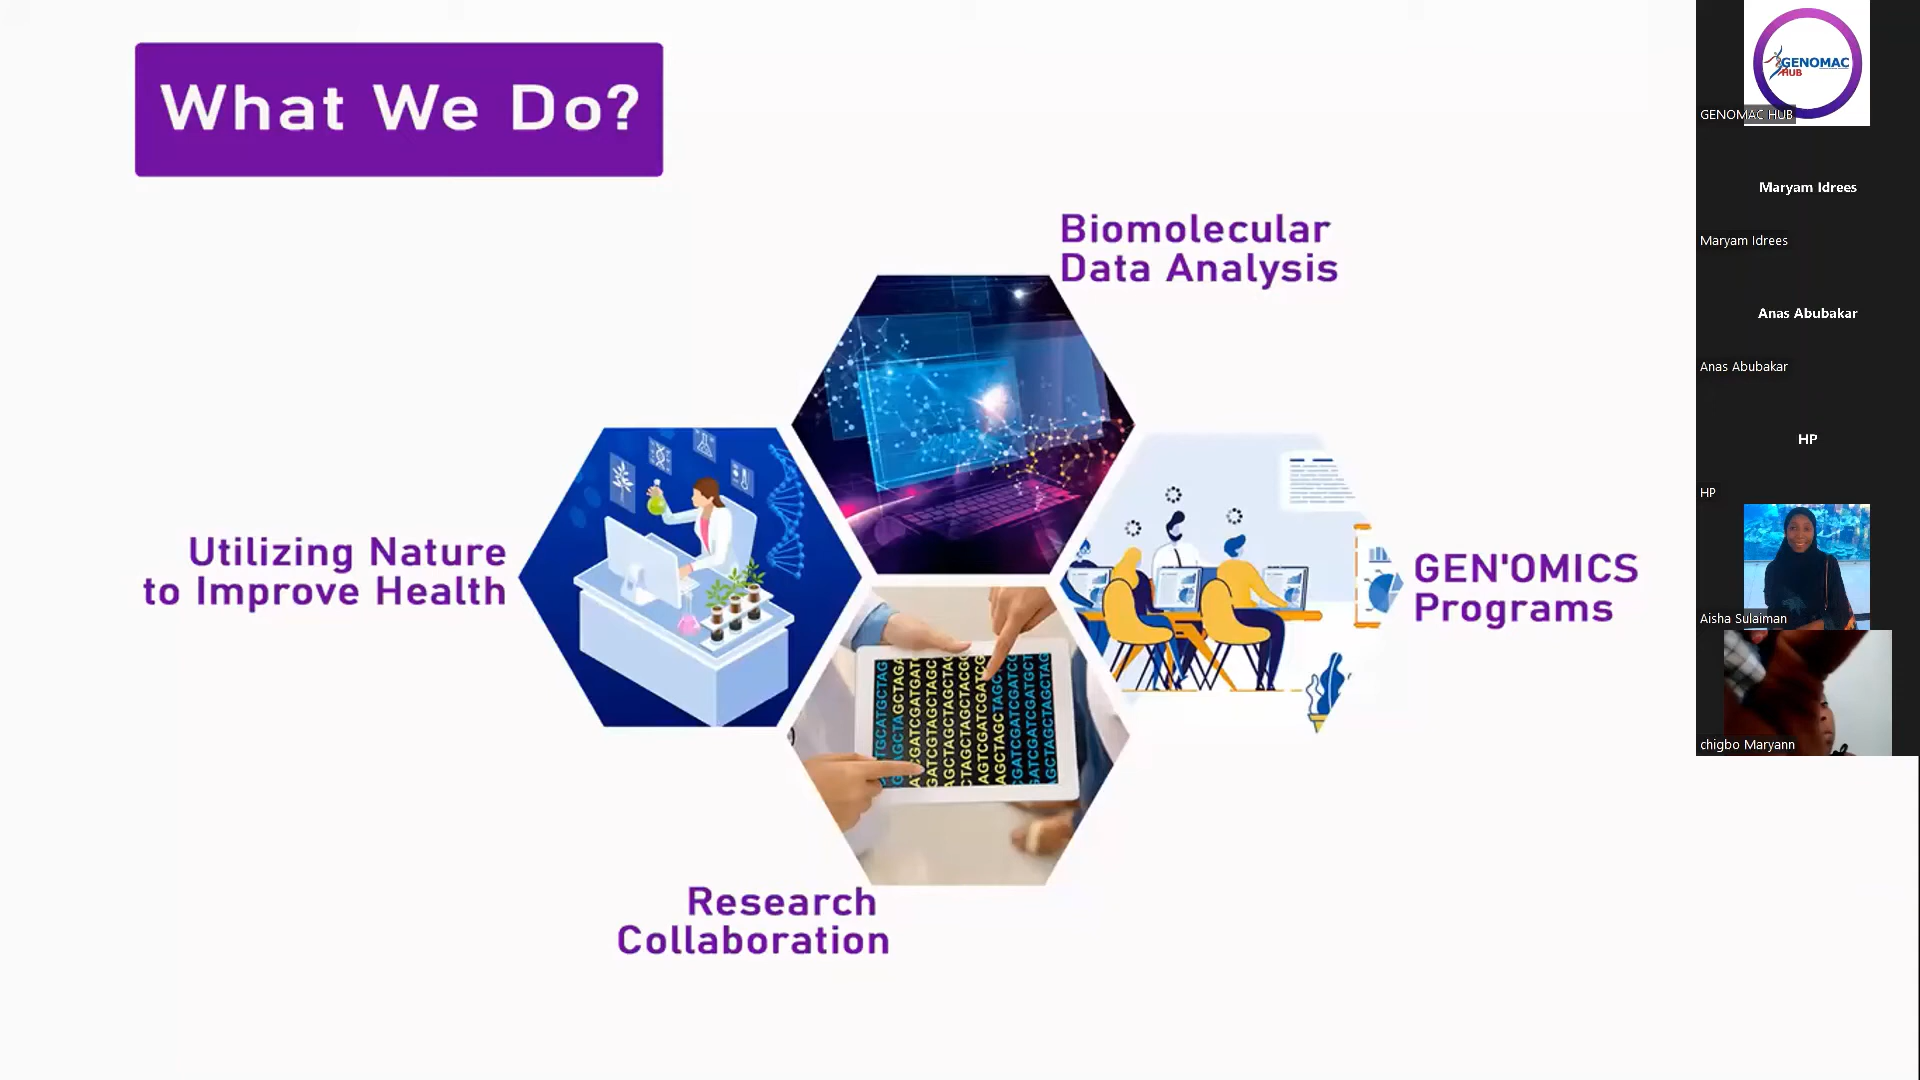 What We Do?
Biomolecular
Data Analysis
Utilizing Nature
to Improve Health
GEN'OMICS
Programs
Research
Collaboration
GENOMAC
HUB
GENOMAC HUB
Maryam Idrees
Maryam Idrees
Anas Abubakar
Anas Abubakar
HP
HP
Aisha Sulaiman
chigbo Maryann